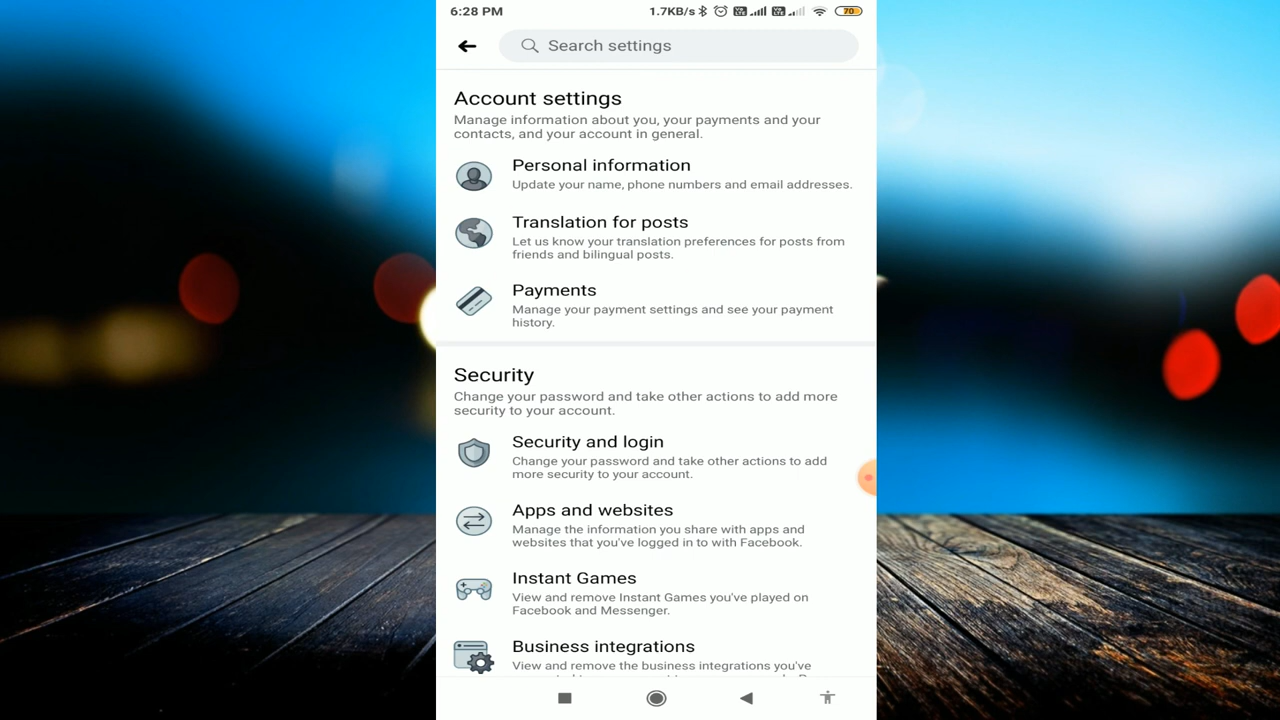 6:28 PM 1.7KB/s 70
Search settings
Account settings
Manage information about you, your payments and your
contacts, and your account in general.
Personal information
Update your name, phone numbers and email addresses.
Translation for posts
Let us know your translation preferences for posts from
friends and bilingual posts.
Payments
Manage your payment settings and see your payment
history.
Security
Change your password and take other actions to add more
security to your account.
Security and login
Change your password and take other actions to add
more security to your account.
Apps and websites
Manage the information you share with apps and
websites that you've logged in to with Facebook.
Instant Games
View and remove Instant Games you've played on
Facebook and Messenger.
Business integrations
View and remove the business integrations you've